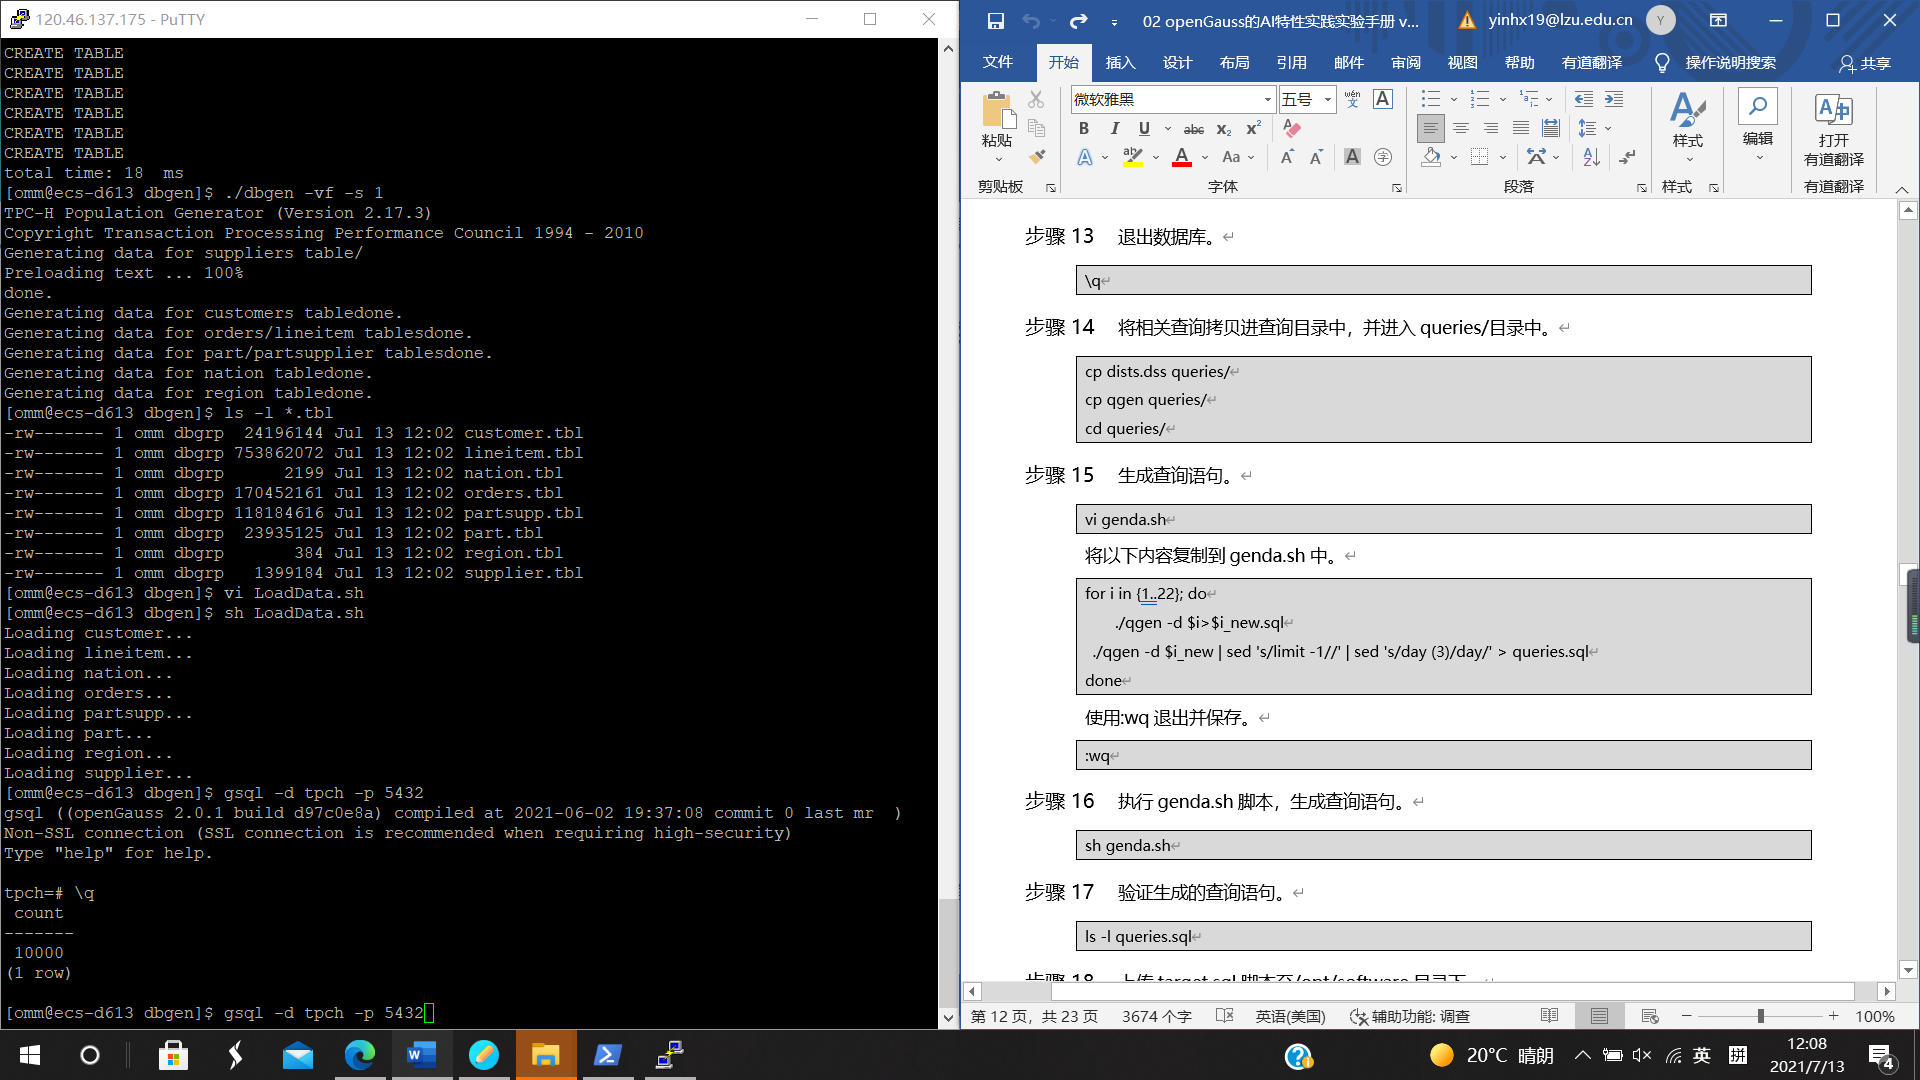 120.46.137.175 - PuTTY
CREATE TABLE
CREATE TABLE
CREATE TABLE
CREATE TABLE
CREATE TABLE
CREATE TABLE
total time: 18  ms
[omm@ecs-d613 dbgen]$ ./dbgen -vf -s 1
TPC-H Population Generator (Version 2.17.3)
Copyright Transaction Processing Performance Council 1994 - 2010
Generating data for suppliers table/
Preloading text ... 100%
done.
Generating data for customers tabledone.
Generating data for orders/lineitem tablesdone.
Generating data for part/partsupplier tablesdone.
Generating data for nation tabledone.
Generating data for region tabledone.
[omm@ecs-d613 dbgen]$ ls -l *.tbl
-rw------- 1 omm dbgrp  24196144 Jul 13 12:02 customer.tbl
-rw------- 1 omm dbgrp 753862072 Jul 13 12:02 lineitem.tbl
-rw------- 1 omm dbgrp      2199 Jul 13 12:02 nation.tbl
-rw------- 1 omm dbgrp 170452161 Jul 13 12:02 orders.tbl
-rw------- 1 omm dbgrp 118184616 Jul 13 12:02 partsupp.tbl
-rw------- 1 omm dbgrp  23935125 Jul 13 12:02 part.tbl
-rw------- 1 omm dbgrp       384 Jul 13 12:02 region.tbl
-rw------- 1 omm dbgrp   1399184 Jul 13 12:02 supplier.tbl
[omm@ecs-d613 dbgen]$ vi LoadData.sh
[omm@ecs-d613 dbgen]$ sh LoadData.sh
Loading customer...
Loading lineitem...
Loading nation...
Loading orders...
Loading partsupp...
Loading part...
Loading region...
Loading supplier...
[omm@ecs-d613 dbgen]$ gsql -d tpch -p 5432
gsql ((openGauss 2.0.1 build d97c0e8a) compiled at 2021-06-02 19:37:08 commit 0 last mr  )
Non-SSL connection (SSL connection is recommended when requiring high-security)
Type "help" for help.
tpch=# \q
count
-------
10000
(1 row)
[omm@ecs-d613 dbgen]$ gsql -d tpch -p 5432
02 openGauss的AI特性实践实验手册 v...
yinhx19@lzu.edu.cn
Y
文件 开始 插入 设计 布局 引用 邮件 审阅 视图 帮助 有道翻译 操作说明搜索 共享
微软雅黑 五号 wén 文 A
粘贴 B I U abc x₂ x² 样式 编辑 打开 有道翻译
A A Aa A A A 字
剪贴板 字体 段落 样式 有道翻译
步骤 13 退出数据库。
\q
步骤 14 将相关查询拷贝进查询目录中，并进入 queries/目录中。
cp dists.dss queries/
cp qgen queries/
cd queries/
步骤 15 生成查询语句。
vi genda.sh
将以下内容复制到 genda.sh 中。
for i in {1..22}; do
./qgen -d $i>$i_new.sql
./qgen -d $i_new | sed 's/limit -1//' | sed 's/day (3)/day/' > queries.sql
done
使用:wq 退出并保存。
:wq
步骤 16 执行 genda.sh 脚本，生成查询语句。
sh genda.sh
步骤 17 验证生成的查询语句。
ls -l queries.sql
步骤 18 上传 target.sql 脚本至/opt/software 目录下。
第 12 页，共 23 页 3674 个字 英语(美国) 辅助功能: 调查 100%
20°C 晴朗 英 拼 12:08
2021/7/13
4